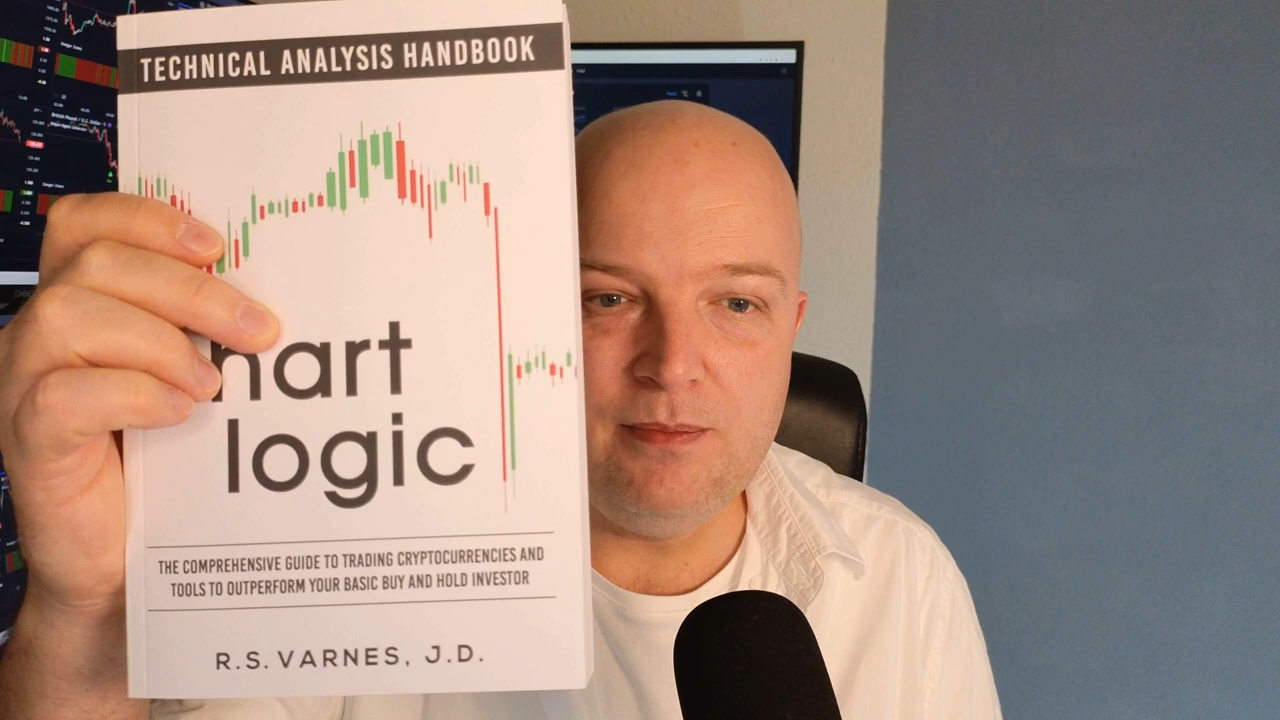 TECHNICAL ANALYSIS HANDBOOK
hart
logic
THE COMPREHENSIVE GUIDE TO TRADING CRYPTOCURRENCIES AND
TOOLS TO OUTPERFORM YOUR BASIC BUY AND HOLD INVESTOR
R.S. VARNES, J.D.